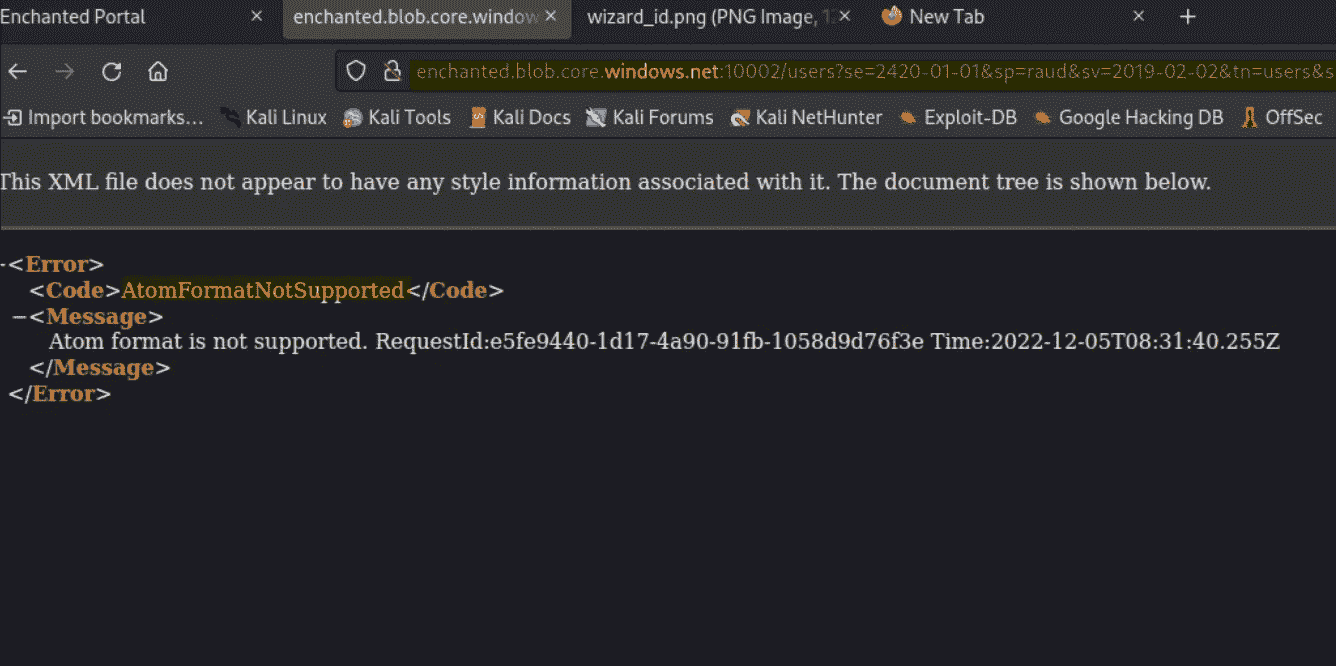 Enchanted Portal
enchanted.blob.core.window
wizard_id.png (PNG Image, 1
New Tab
enchanted.blob.core.windows.net:10002/users?se=2420-01-01&sp=raud&sv=2019-02-02&tn=users&s
Import bookmarks... Kali Linux Kali Tools Kali Docs Kali Forums Kali NetHunter Exploit-DB Google Hacking DB OffSec
This XML file does not appear to have any style information associated with it. The document tree is shown below.
-<Error>
<Code>AtomFormatNotSupported</Code>
−<Message>
Atom format is not supported. RequestId:e5fe9440-1d17-4a90-91fb-1058d9d76f3e Time:2022-12-05T08:31:40.255Z
</Message>
</Error>